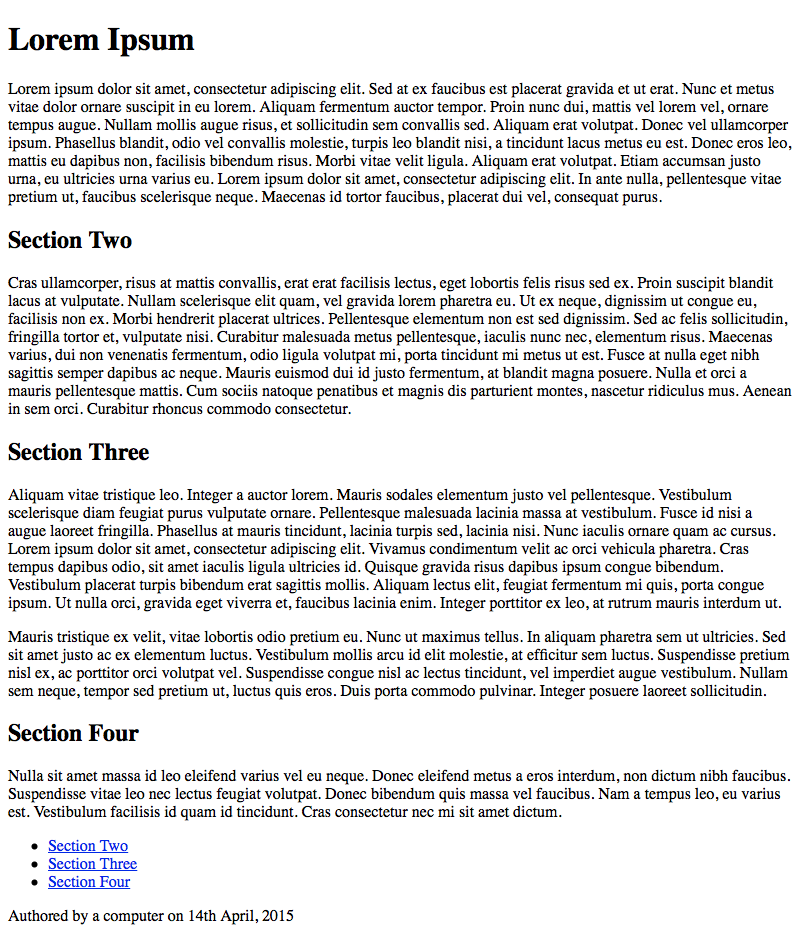 Lorem Ipsum
Lorem ipsum dolor sit amet, consectetur adipiscing elit. Sed at ex faucibus est placerat gravida et ut erat. Nunc et metus
vitae dolor ornare suscipit in eu lorem. Aliquam fermentum auctor tempor. Proin nunc dui, mattis vel lorem vel, ornare
tempus augue. Nullam mollis augue risus, et sollicitudin sem convallis sed. Aliquam erat volutpat. Donec vel ullamcorper
ipsum. Phasellus blandit, odio vel convallis molestie, turpis leo blandit nisi, a tincidunt lacus metus eu est. Donec eros leo,
mattis eu dapibus non, facilisis bibendum risus. Morbi vitae velit ligula. Aliquam erat volutpat. Etiam accumsan justo
urna, eu ultricies urna varius eu. Lorem ipsum dolor sit amet, consectetur adipiscing elit. In ante nulla, pellentesque vitae
pretium ut, faucibus scelerisque neque. Maecenas id tortor faucibus, placerat dui vel, consequat purus.
Section Two
Cras ullamcorper, risus at mattis convallis, erat erat facilisis lectus, eget lobortis felis risus sed ex. Proin suscipit blandit
lacus at vulputate. Nullam scelerisque elit quam, vel gravida lorem pharetra eu. Ut ex neque, dignissim ut congue eu,
facilisis non ex. Morbi hendrerit placerat ultrices. Pellentesque elementum non est sed dignissim. Sed ac felis sollicitudin,
fringilla tortor et, vulputate nisi. Curabitur malesuada metus pellentesque, iaculis nunc nec, elementum risus. Maecenas
varius, dui non venenatis fermentum, odio ligula volutpat mi, porta tincidunt mi metus ut est. Fusce at nulla eget nibh
sagittis semper dapibus ac neque. Mauris euismod dui id justo fermentum, at blandit magna posuere. Nulla et orci a
mauris pellentesque mattis. Cum sociis natoque penatibus et magnis dis parturient montes, nascetur ridiculus mus. Aenean
in sem orci. Curabitur rhoncus commodo consectetur.
Section Three
Aliquam vitae tristique leo. Integer a auctor lorem. Mauris sodales elementum justo vel pellentesque. Vestibulum
scelerisque diam feugiat purus vulputate ornare. Pellentesque malesuada lacinia massa at vestibulum. Fusce id nisi a
augue laoreet fringilla. Phasellus at mauris tincidunt, lacinia turpis sed, lacinia nisi. Nunc iaculis ornare quam ac cursus.
Lorem ipsum dolor sit amet, consectetur adipiscing elit. Vivamus condimentum velit ac orci vehicula pharetra. Cras
tempus dapibus odio, sit amet iaculis ligula ultricies id. Quisque gravida risus dapibus ipsum congue bibendum.
Vestibulum placerat turpis bibendum erat sagittis mollis. Aliquam lectus elit, feugiat fermentum mi quis, porta congue
ipsum. Ut nulla orci, gravida eget viverra et, faucibus lacinia enim. Integer porttitor ex leo, at rutrum mauris interdum ut.
Mauris tristique ex velit, vitae lobortis odio pretium eu. Nunc ut maximus tellus. In aliquam pharetra sem ut ultricies. Sed
sit amet justo ac ex elementum luctus. Vestibulum mollis arcu id elit molestie, at efficitur sem luctus. Suspendisse pretium
nisl ex, ac porttitor orci volutpat vel. Suspendisse congue nisl ac lectus tincidunt, vel imperdiet augue vestibulum. Nullam
sem neque, tempor sed pretium ut, luctus quis eros. Duis porta commodo pulvinar. Integer posuere laoreet sollicitudin.
Section Four
Nulla sit amet massa id leo eleifend varius vel eu neque. Donec eleifend metus a eros interdum, non dictum nibh faucibus.
Suspendisse vitae leo nec lectus feugiat volutpat. Donec bibendum quis massa vel faucibus. Nam a tempus leo, eu varius
est. Vestibulum facilisis id quam id tincidunt. Cras consectetur nec mi sit amet dictum.
• Section Two
• Section Three
• Section Four
Authored by a computer on 14th April, 2015